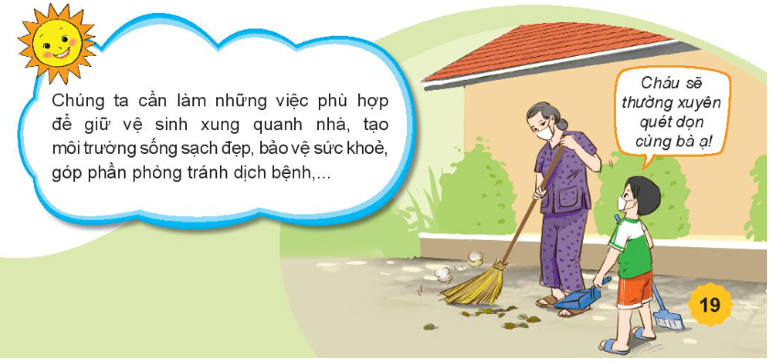 Chúng ta cần làm những việc phù hợp
để giữ vệ sinh xung quanh nhà, tạo
môi trường sống sạch đẹp, bảo vệ sức khoẻ,
góp phần phòng tránh dịch bệnh,...
Cháu sẽ
thường xuyên
quét dọn
cùng bà ạ!
19